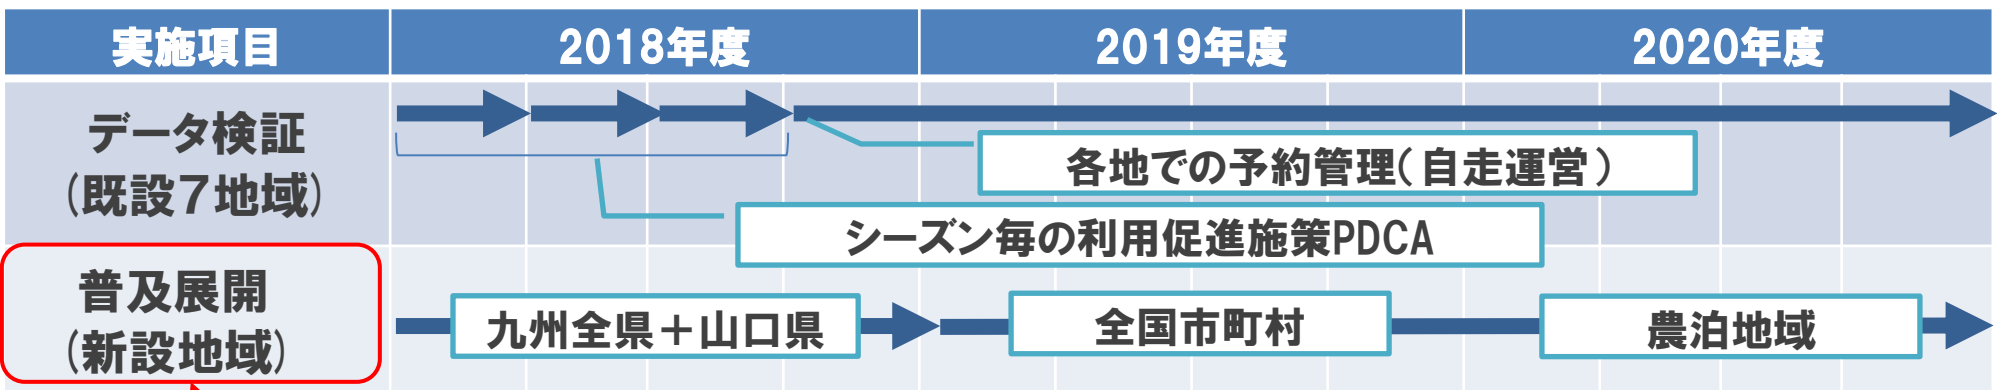 実施項目
2018年度
2019年度
2020年度
データ検証
(既設7地域)
各地での予約管理(自走運営)
シーズン毎の利用促進施策PDCA
普及展開
(新設地域)
九州全県+山口県
全国市町村
農泊地域